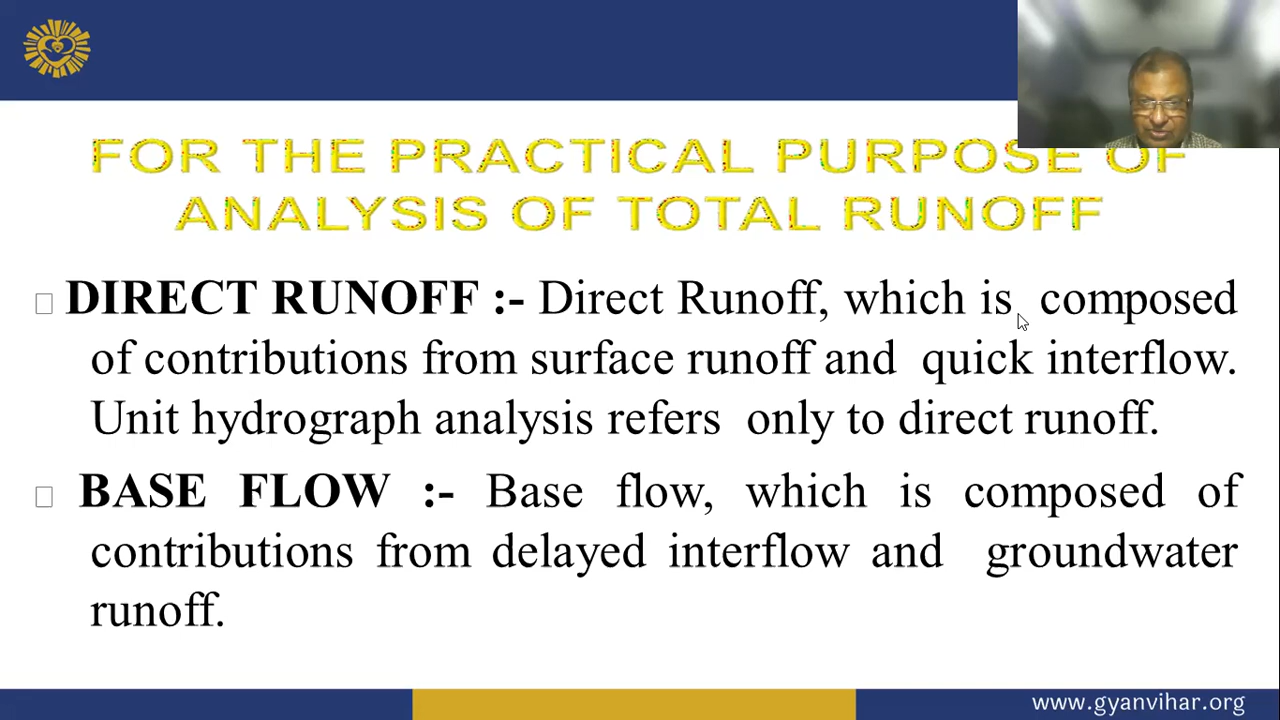 FOR THE PRACTICAL PURPOSE OF
ANALYSIS OF TOTAL RUNOFF
DIRECT RUNOFF :- Direct Runoff, which is composed
of contributions from surface runoff and quick interflow.
Unit hydrograph analysis refers only to direct runoff.
BASE FLOW :- Base flow, which is composed of
contributions from delayed interflow and groundwater
runoff.
www.gyanvihar.org